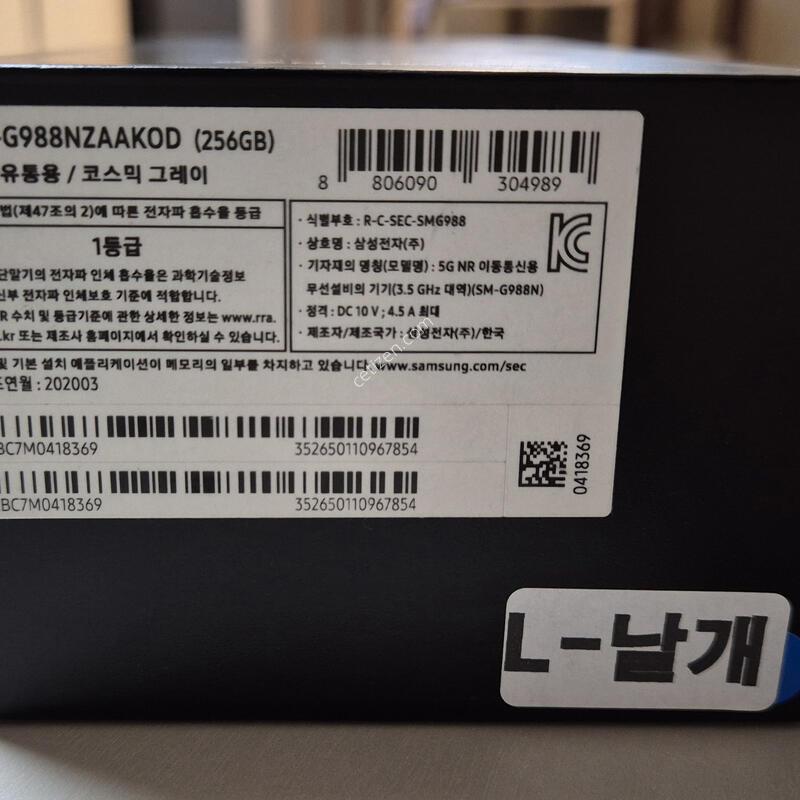 -G988NZAAKOD (256GB)
유통용 / 코스믹 그레이
8 806090 304989
법(제47조의 2)에 따른 전자파 흡수율 등급
1등급
단말기의 전자파 인체 흡수율은 과학기술정보
신부 전자파 인체보호 기준에 적합합니다.
R 수치 및 등급기준에 관한 상세한 정보는 www.rra.
.kr 또는 제조사 홈페이지에서 확인하실 수 있습니다.
· 식별부호 : R-C-SEC-SMG988
· 상호명 : 삼성전자(주)
· 기자재의 명칭(모델명) : 5G NR 이동통신용
무선설비의 기기(3.5 GHz 대역)(SM-G988N)
· 정격 : DC 10 V ; 4.5 A 최대
· 제조자/제조국가 : 삼성전자(주)/한국
및 기본 설치 애플리케이션이 메모리의 일부를 차지하고 있습니다. www.samsung.com/sec
조연월 : 202003
BC7M0418369 352650110967854
BC7M0418369 352650110967854
0418369
cetizen.com
L-날개